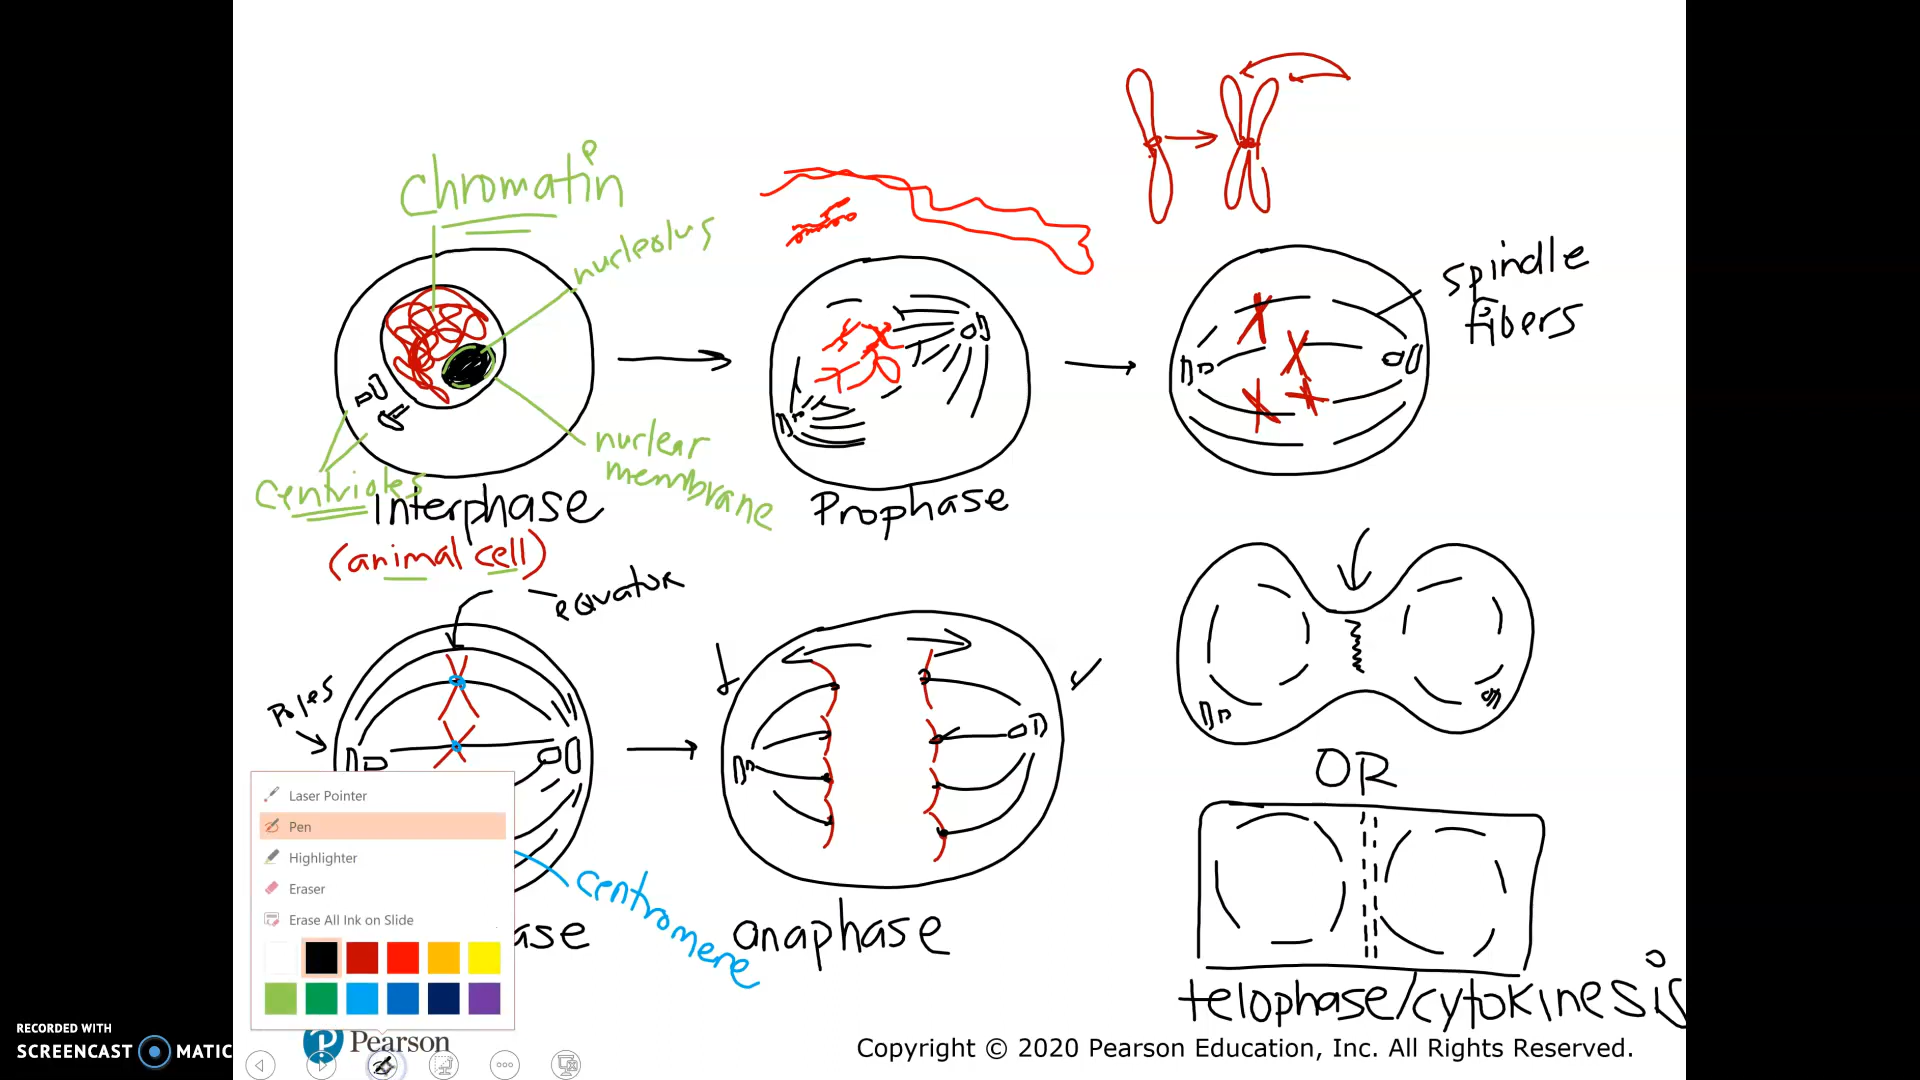 chromatin
nucleolus
spindle
fibers
nuclear
membrane
centrioles
Interphase
(animal cell)
Prophase
equator
Poles
OR
Laser Pointer
Pen
Highlighter
Eraser
Erase All Ink on Slide
centromere
ase
anaphase
telophase/cytokinesis
RECORDED WITH
SCREENCAST MATIC
Pearson
Copyright © 2020 Pearson Education, Inc. All Rights Reserved.